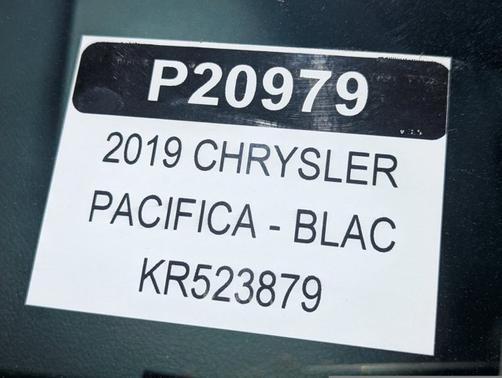 P20979
2019 CHRYSLER
PACIFICA - BLAC
KR523879